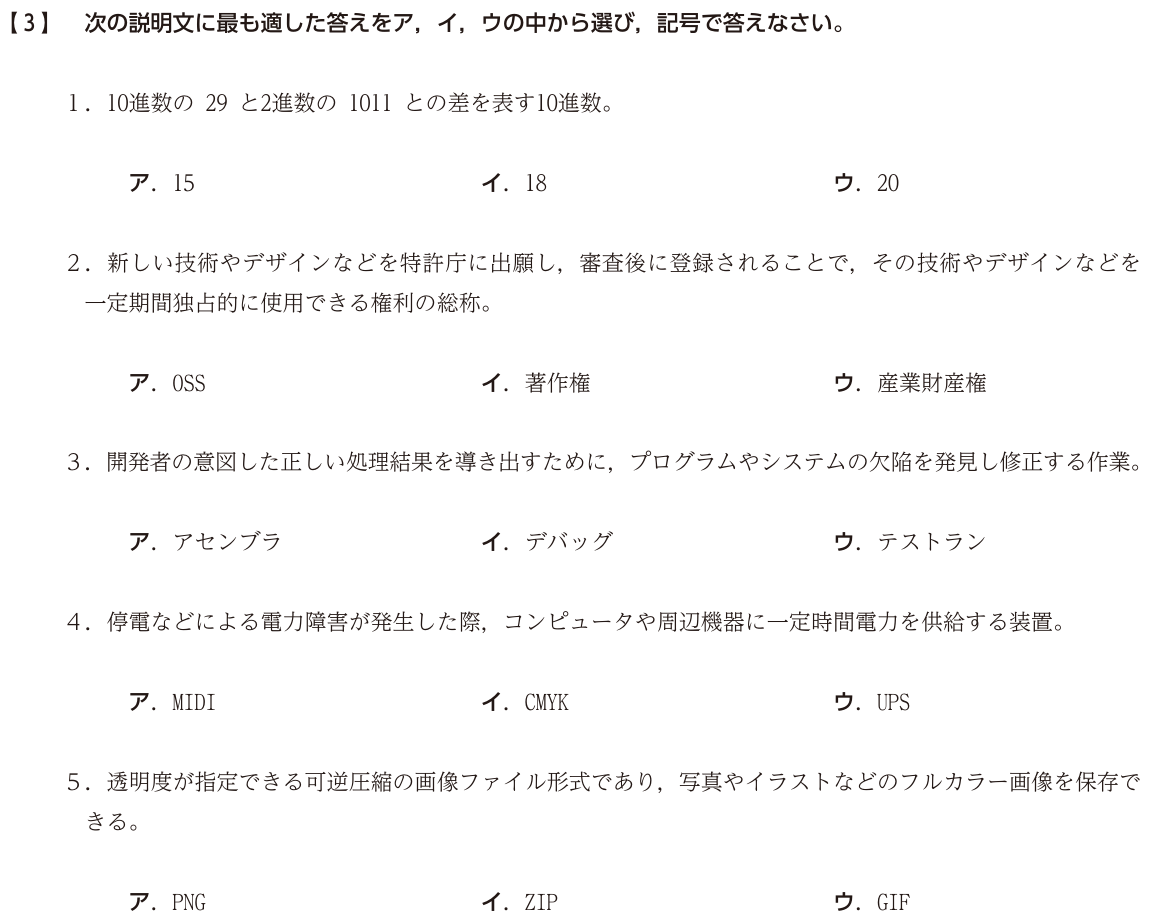 【3】 次の説明文に最も適した答えをア，イ，ウの中から選び，記号で答えなさい。
1．10進数の 29 と2進数の 1011 との差を表す10進数。
ア．15 イ．18 ウ．20
2．新しい技術やデザインなどを特許庁に出願し，審査後に登録されることで，その技術やデザインなどを
一定期間独占的に使用できる権利の総称。
ア．OSS イ．著作権 ウ．産業財産権
3．開発者の意図した正しい処理結果を導き出すために，プログラムやシステムの欠陥を発見し修正する作業。
ア．アセンブラ イ．デバッグ ウ．テストラン
4．停電などによる電力障害が発生した際，コンピュータや周辺機器に一定時間電力を供給する装置。
ア．MIDI イ．CMYK ウ．UPS
5．透明度が指定できる可逆圧縮の画像ファイル形式であり，写真やイラストなどのフルカラー画像を保存で
きる。
ア．PNG イ．ZIP ウ．GIF